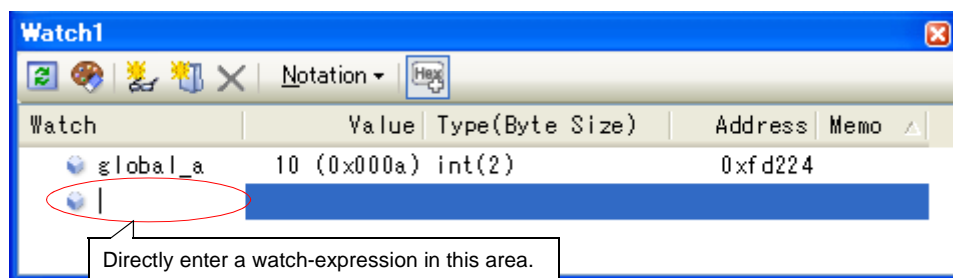 Watch1
Notation Hex
Watch Value Type(Byte Size) Address Memo
global_a 10 (0x000a) int(2) 0xfd224
Directly enter a watch-expression in this area.